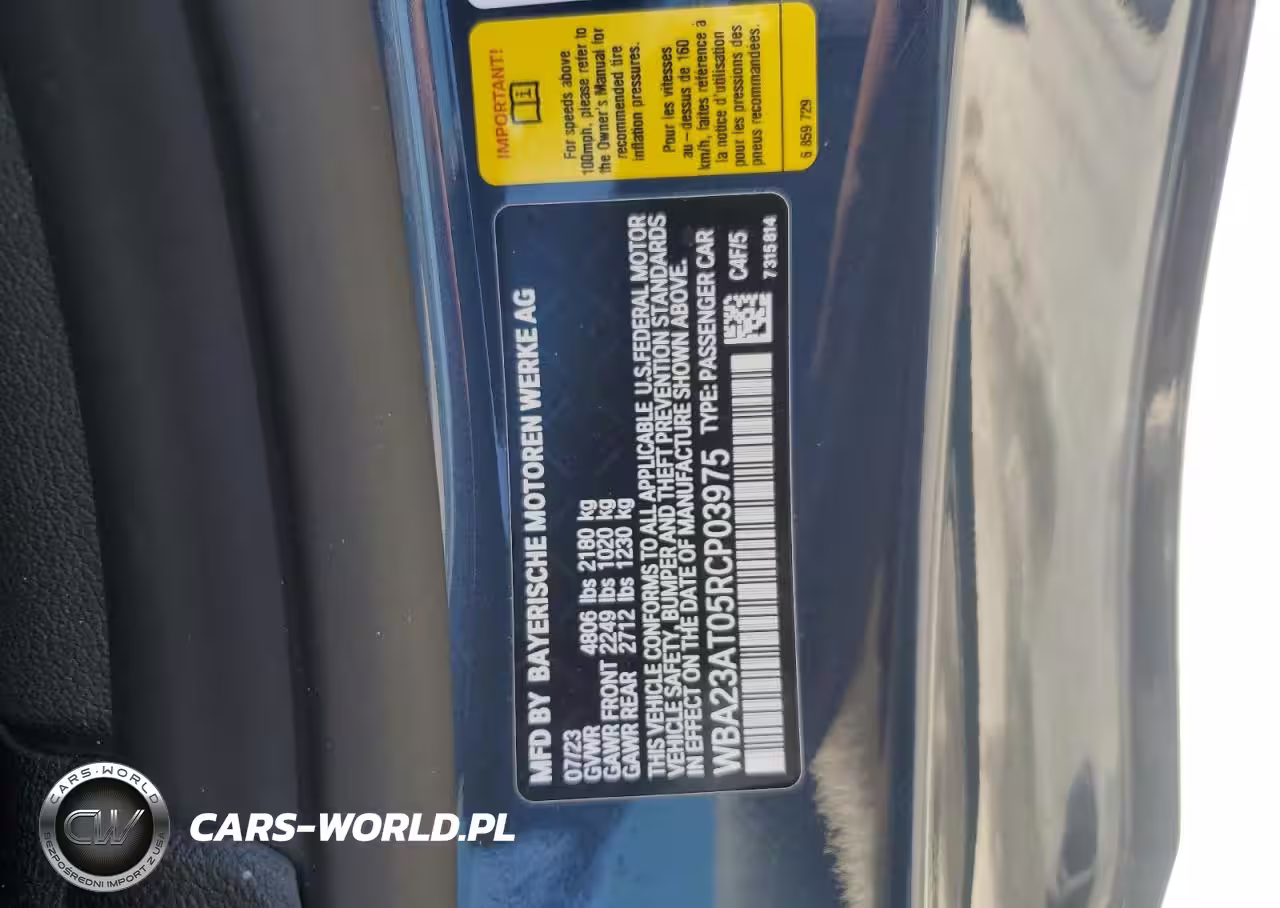 IMPORTANT!
For speeds above
100mph, please refer to
the Owner's Manual for
recommended tire
inflation pressures.
Pour les vitesses
au-dessus de 160
km/h, faites référence a
la notice d'utilisation
pour les pressions des
pneus recommandées.
6 859 729
MFD BY BAYERISCHE MOTOREN WERKE AG
07/23
GVWR 4806 lbs 2180 kg
GAWR FRONT 2249 lbs 1020 kg
GAWR REAR 2712 lbs 1230 kg
THIS VEHICLE CONFORMS TO ALL APPLICABLE U.S.FEDERAL MOTOR
VEHICLE SAFETY, BUMPER AND THEFT PREVENTION STANDARDS
IN EFFECT ON THE DATE OF MANUFACTURE SHOWN ABOVE.
WBA23AT05RCP03975 TYPE: PASSENGER CAR
C4F/5
7315814
CARS-WORLD
CW
BEZPOŚREDNI IMPORT Z USA
CARS-WORLD.PL